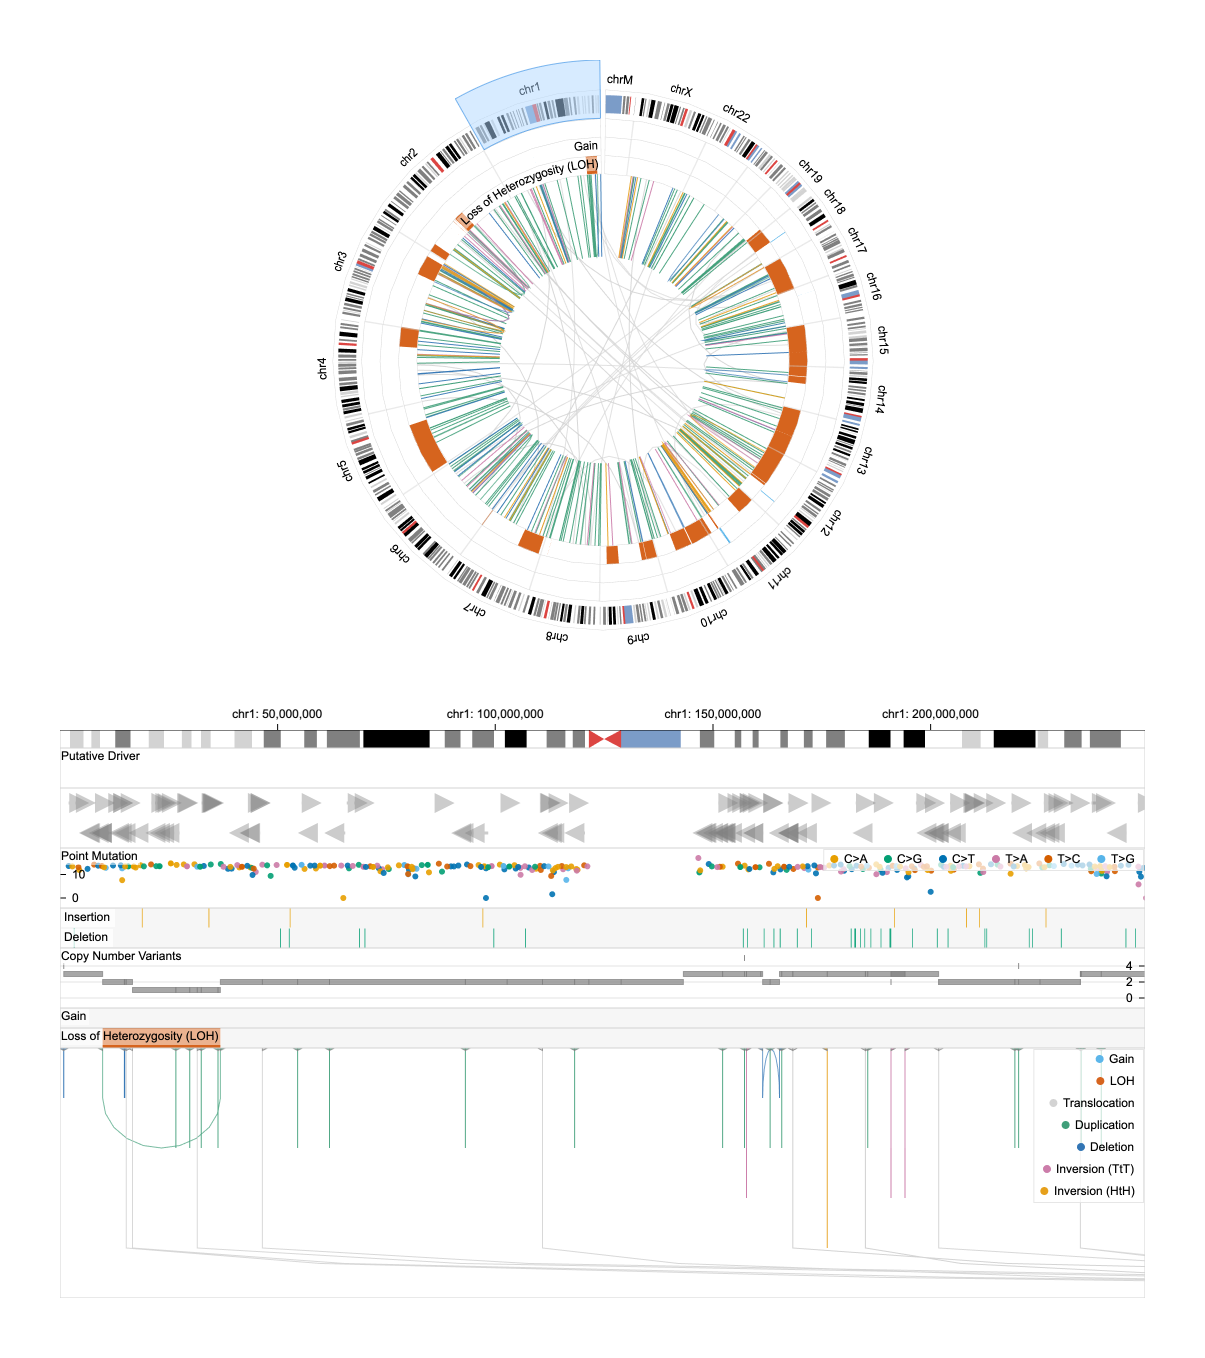 chrM
chrX
chr22
chr19
chr18
chr17
chr16
chr15
chr14
chr13
chr12
chr11
chr10
chr9
chr8
chr7
chr6
chr5
chr4
chr3
chr2
chr1
Gain
Loss of Heterozygosity (LOH)
chr1: 50,000,000
chr1: 100,000,000
chr1: 150,000,000
chr1: 200,000,000
Putative Driver
Point Mutation
C>A
C>G
C>T
T>A
T>C
T>G
10
0
Insertion
Deletion
Copy Number Variants
4
2
0
Gain
Loss of Heterozygosity (LOH)
Gain
LOH
Translocation
Duplication
Deletion
Inversion (TtT)
Inversion (HtH)